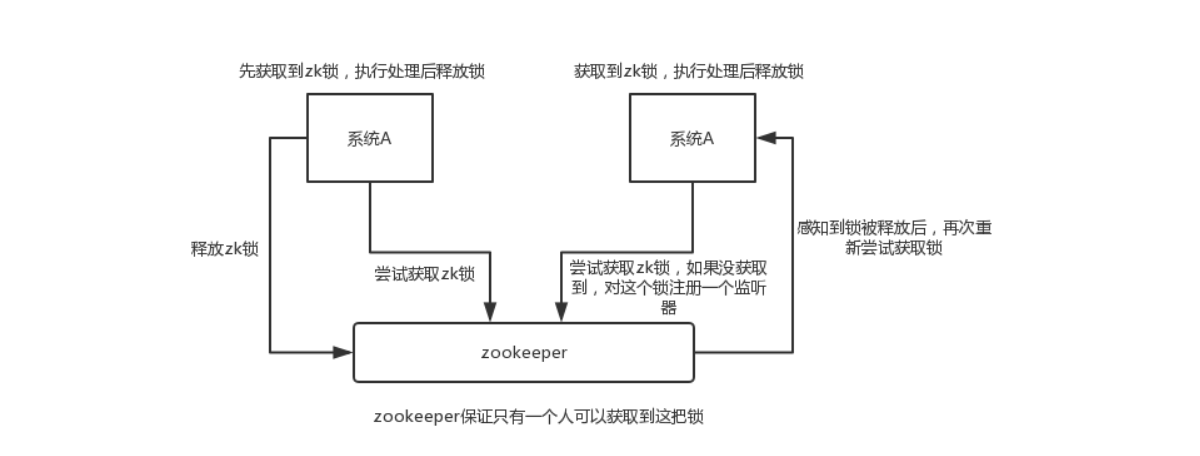 先获取到zk锁，执行处理后释放锁
获取到zk锁，执行处理后释放锁
系统A
系统A
释放zk锁
尝试获取zk锁
尝试获取zk锁，如果没获取
到，对这个锁注册一个监听
器
感知到锁被释放后，再次重
新尝试获取锁
zookeeper
zookeeper保证只有一个人可以获取到这把锁